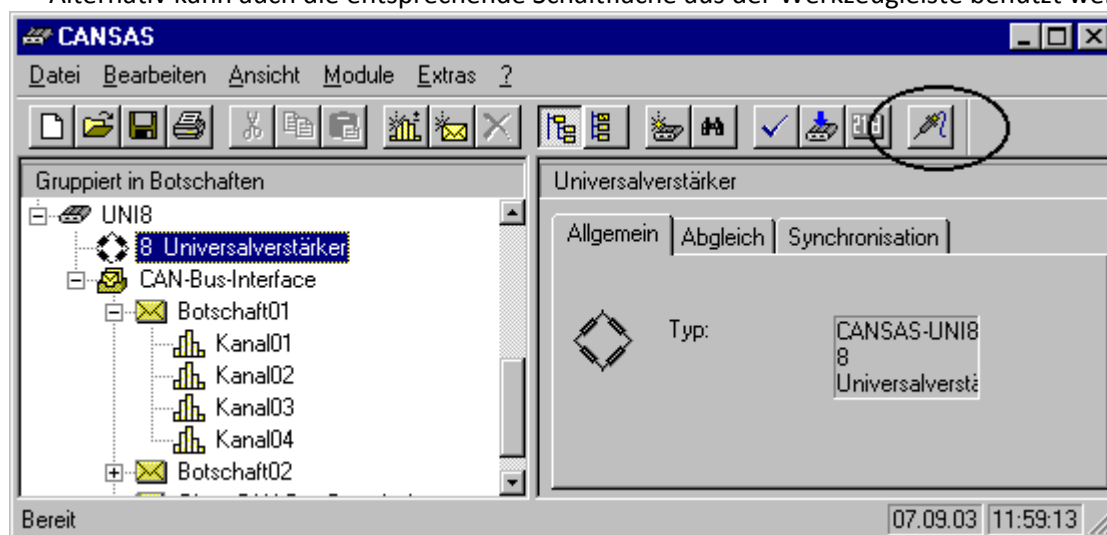 Alternativ kann auch die entsprechende Schaltfläche aus der Werkzeugleiste benutzt
CANSAS
Datei Bearbeiten Ansicht Module Extras ?
Gruppiert in Botschaften
UNI8
8 Universalverstärker
CAN-Bus-Interface
Botschaft01
Kanal01
Kanal02
Kanal03
Kanal04
Botschaft02
Universalverstärker
Allgemein Abgleich Synchronisation
Typ:
CANSAS-UNI8
8
Universalverstä
Bereit
07.09.03 11:59:13